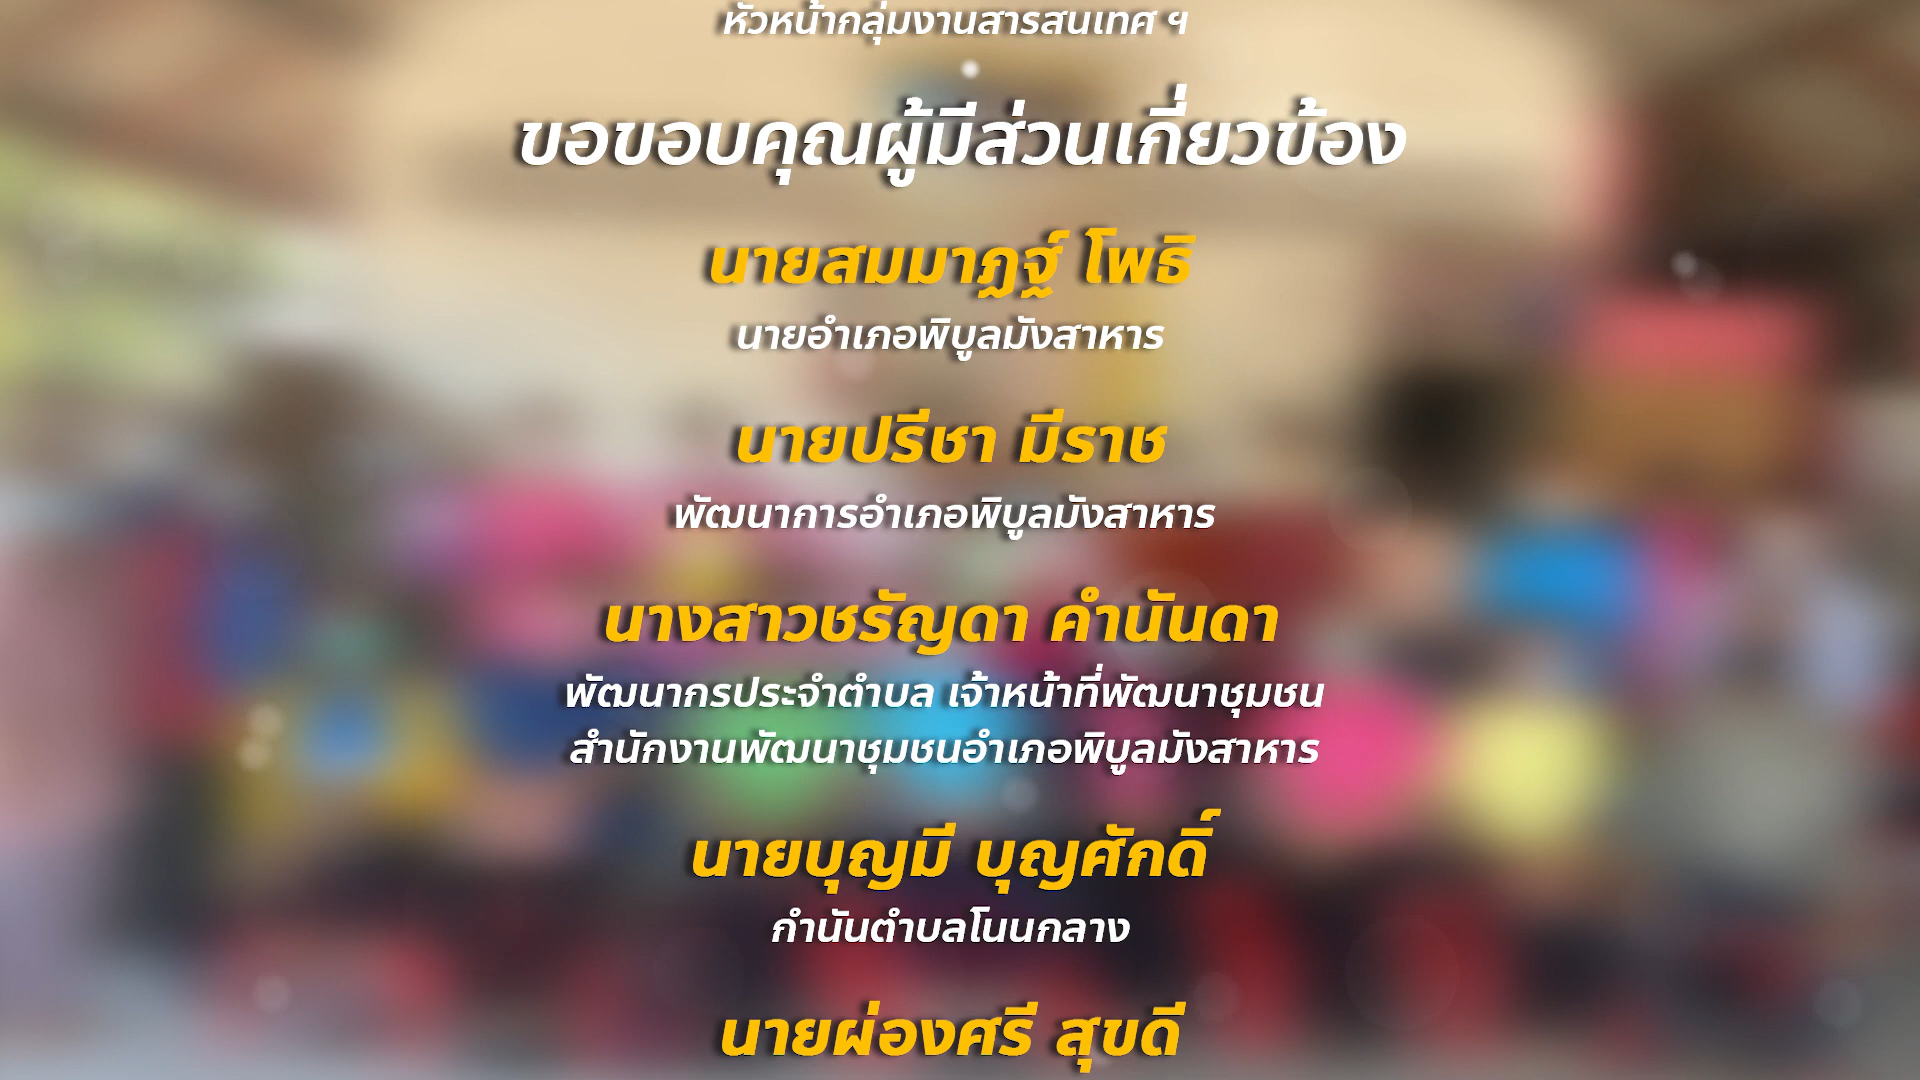 หัวหน้ากลุ่มงานสารสนเทศ ฯ
ขอขอบคุณผู้มีส่วนเกี่ยวข้อง
นายสมมาฏฐ์ โพธิ
นายอำเภอพิบูลมังสาหาร
นายปรีชา มีราช
พัฒนาการอำเภอพิบูลมังสาหาร
นางสาวชรัญดา คำนันดา
พัฒนากรประจำตำบล เจ้าหน้าที่พัฒนาชุมชน
สำนักงานพัฒนาชุมชนอำเภอพิบูลมังสาหาร
นายบุญมี บุญศักดิ์
กำนันตำบลโนนกลาง
นายผ่องศรี สุขดี